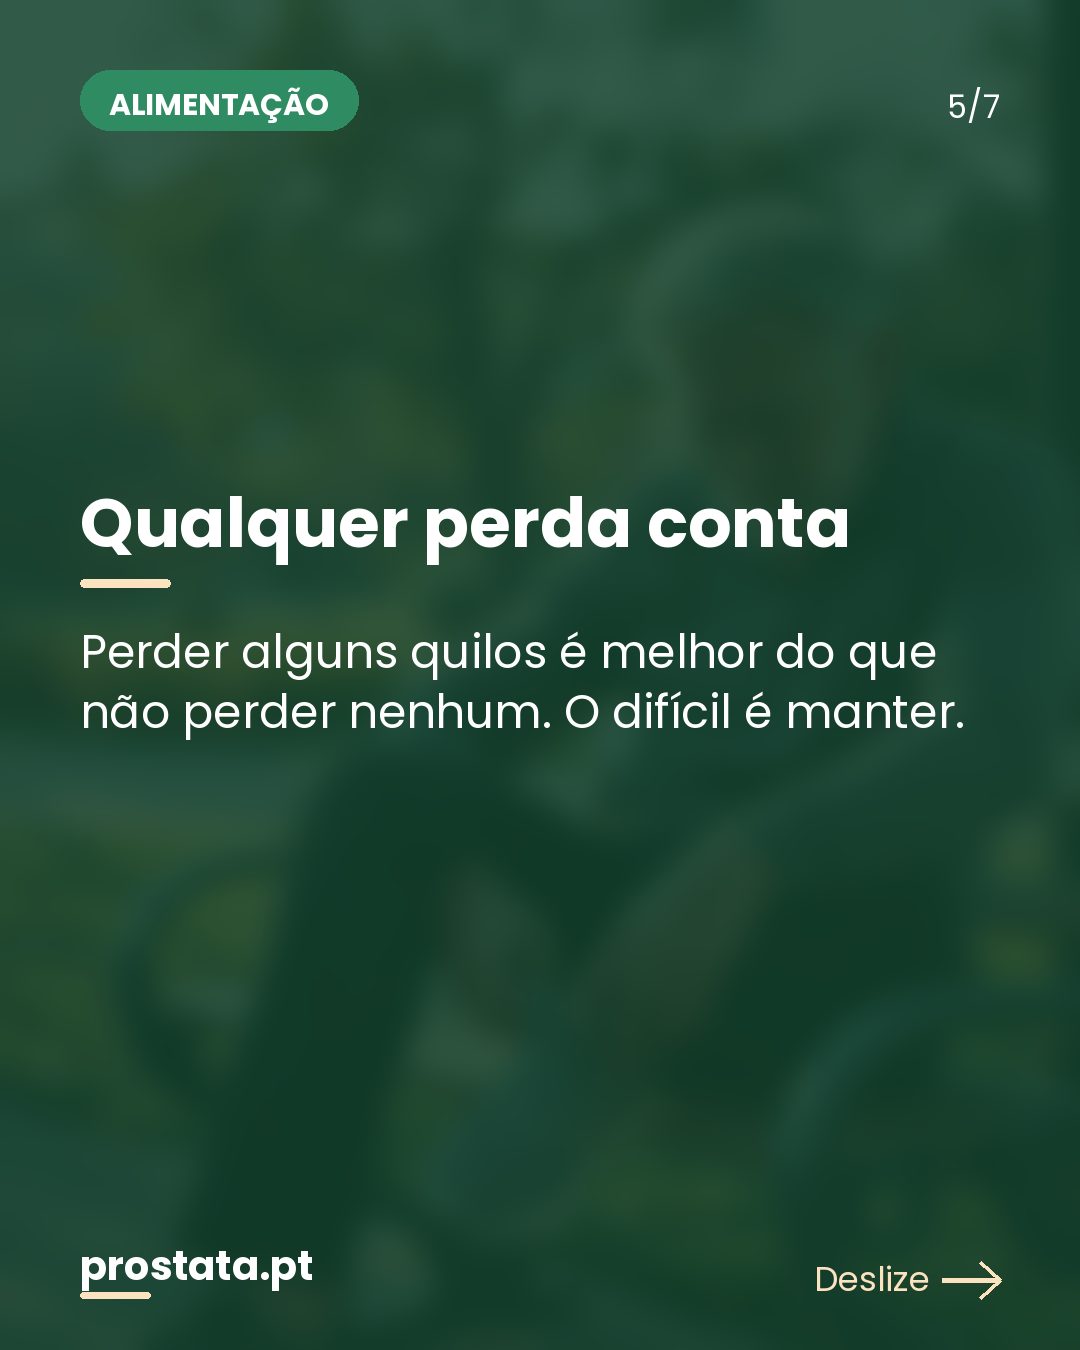 ALIMENTAÇÃO
5/7
Qualquer perda conta
Perder alguns quilos é melhor do que
não perder nenhum. O difícil é manter.
prostata.pt
Deslize